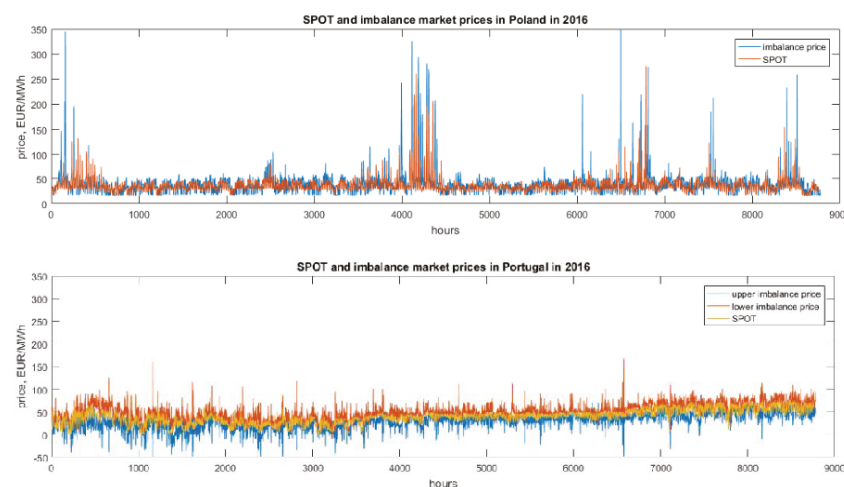 SPOT and imbalance market prices in Poland in 2016
350
300
250
200
150
100
50
0
price, EUR/MWh
imbalance price
SPOT
0 1000 2000 3000 4000 5000 6000 7000 8000 9000
hours
SPOT and imbalance market prices in Portugal in 2016
350
300
250
200
150
100
50
0
-50
price, EUR/MWh
upper imbalance price
lower imbalance price
SPOT
0 1000 2000 3000 4000 5000 6000 7000 8000 9000
hours